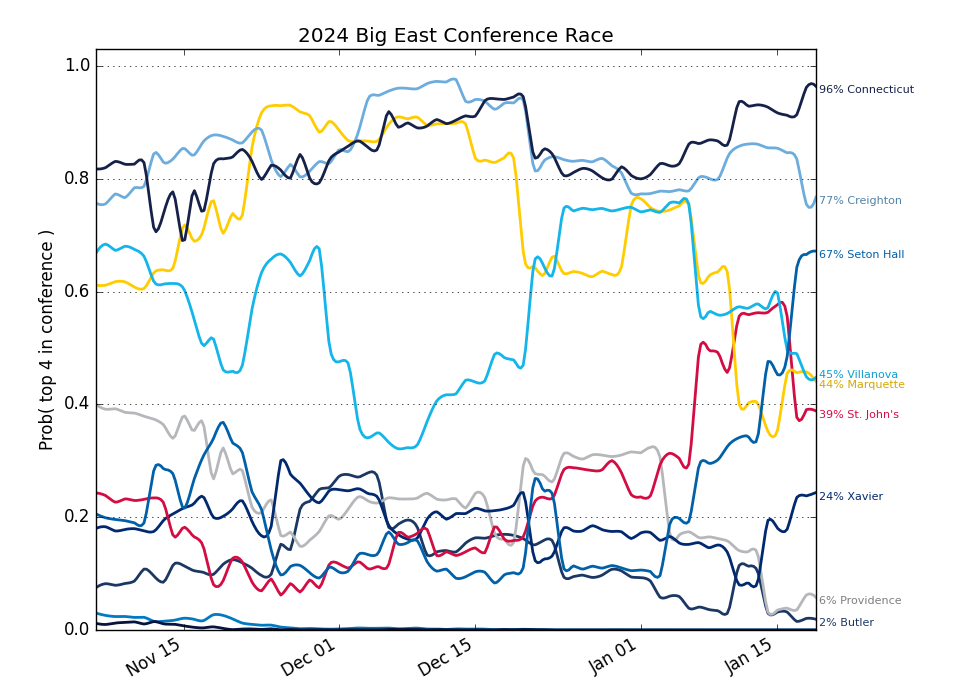 2024 Big East Conference Race
Prob( top 4 in conference )
1.0
0.8
0.6
0.4
0.2
0.0
Nov 15
Dec 01
Dec 15
Jan 01
Jan 15
96% Connecticut
77% Creighton
67% Seton Hall
45% Villanova
44% Marquette
39% St. John's
24% Xavier
6% Providence
2% Butler